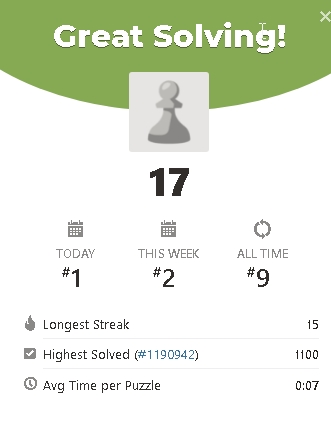 Great Solving!
17
TODAY THIS WEEK ALL TIME
#1 #2 #9
Longest Streak 15
Highest Solved (#1190942) 1100
Avg Time per Puzzle 0:07